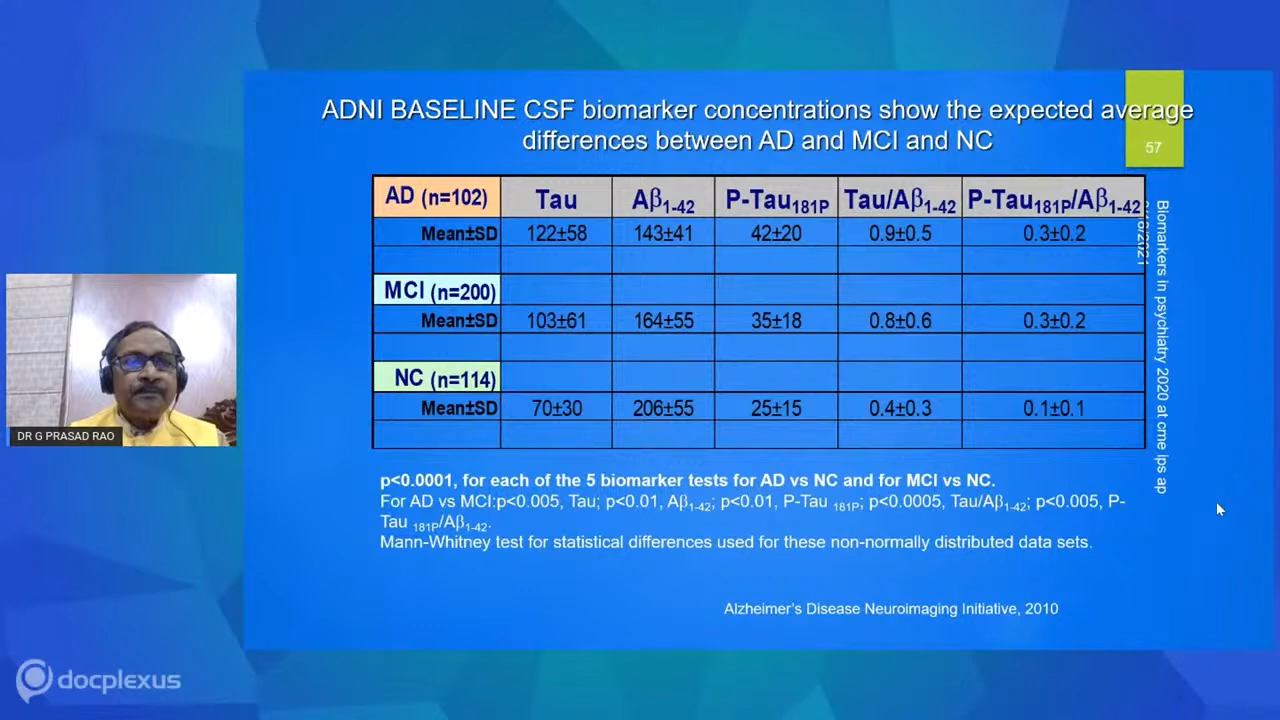 ADNI BASELINE CSF biomarker concentrations show the expected average
differences between AD and MCI and NC
57
AD (n=102) Tau Aβ1-42 P-Tau181P Tau/Aβ1-42 P-Tau181P/Aβ1-42
Mean±SD 122±58 143±41 42±20 0.9±0.5 0.3±0.2
MCI (n=200)
Mean±SD 103±61 164±55 35±18 0.8±0.6 0.3±0.2
NC (n=114)
Mean±SD 70±30 206±55 25±15 0.4±0.3 0.1±0.1
p<0.0001, for each of the 5 biomarker tests for AD vs NC and for MCI vs NC.
For AD vs MCI:p<0.005, Tau; p<0.01, Aβ1-42; p<0.01, P-Tau 181P; p<0.0005, Tau/Aβ1-42; p<0.005, P-
Tau 181P/Aβ1-42.
Mann-Whitney test for statistical differences used for these non-normally distributed data sets.
Alzheimer's Disease Neuroimaging Initiative, 2010
Biomarkers in psychiatry 2020 at cme ips ap
DR G PRASAD RAO
docplexus